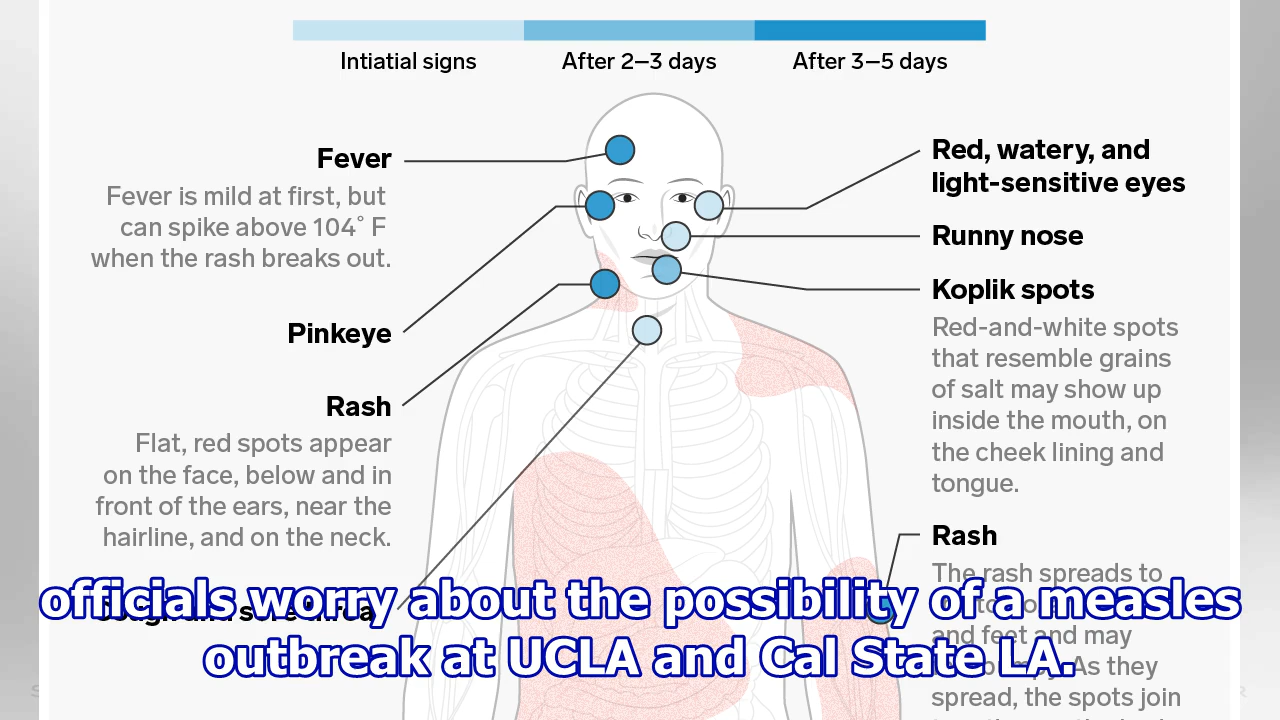 Intiatial signs
After 2–3 days
After 3–5 days
Fever
Fever is mild at first, but
can spike above 104° F
when the rash breaks out.
Pinkeye
Rash
Flat, red spots appear
on the face, below and in
front of the ears, near the
hairline, and on the neck.
Red, watery, and
light-sensitive eyes
Runny nose
Koplik spots
Red-and-white spots
that resemble grains
of salt may show up
inside the mouth, on
the cheek lining and
tongue.
Rash
The rash spreads to
and feet and may
As they
spread, the spots join
officials worry about the possibility of a measles
outbreak at UCLA and Cal State LA.